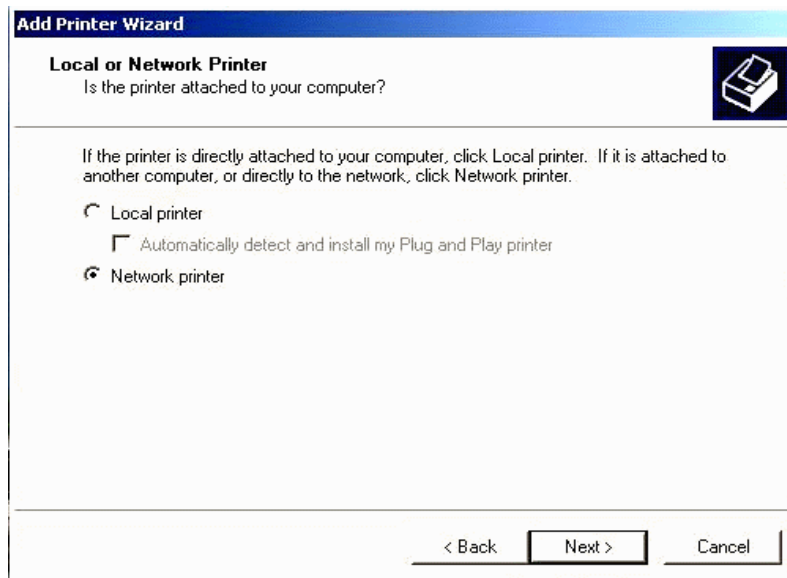 Add Printer Wizard
Local or Network Printer
Is the printer attached to your computer?
If the printer is directly attached to your computer, click Local printer. If it is attached to
another computer, or directly to the network, click Network printer.
Local printer
Automatically detect and install my Plug and Play printer
Network printer
< Back Next > Cancel